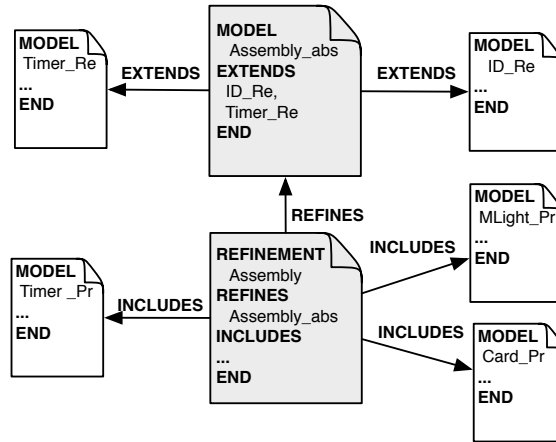 MODEL
Timer_Re
...
END
EXTENDS
MODEL
Assembly_abs
EXTENDS
ID_Re,
Timer_Re
END
EXTENDS
MODEL
ID_Re
...
END
REFINES
MODEL
Timer _Pr
...
END
INCLUDES
REFINEMENT
Assembly
REFINES
Assembly_abs
INCLUDES
...
END
INCLUDES
MODEL
MLight_Pr
...
END
INCLUDES
MODEL
Card_Pr
...
END